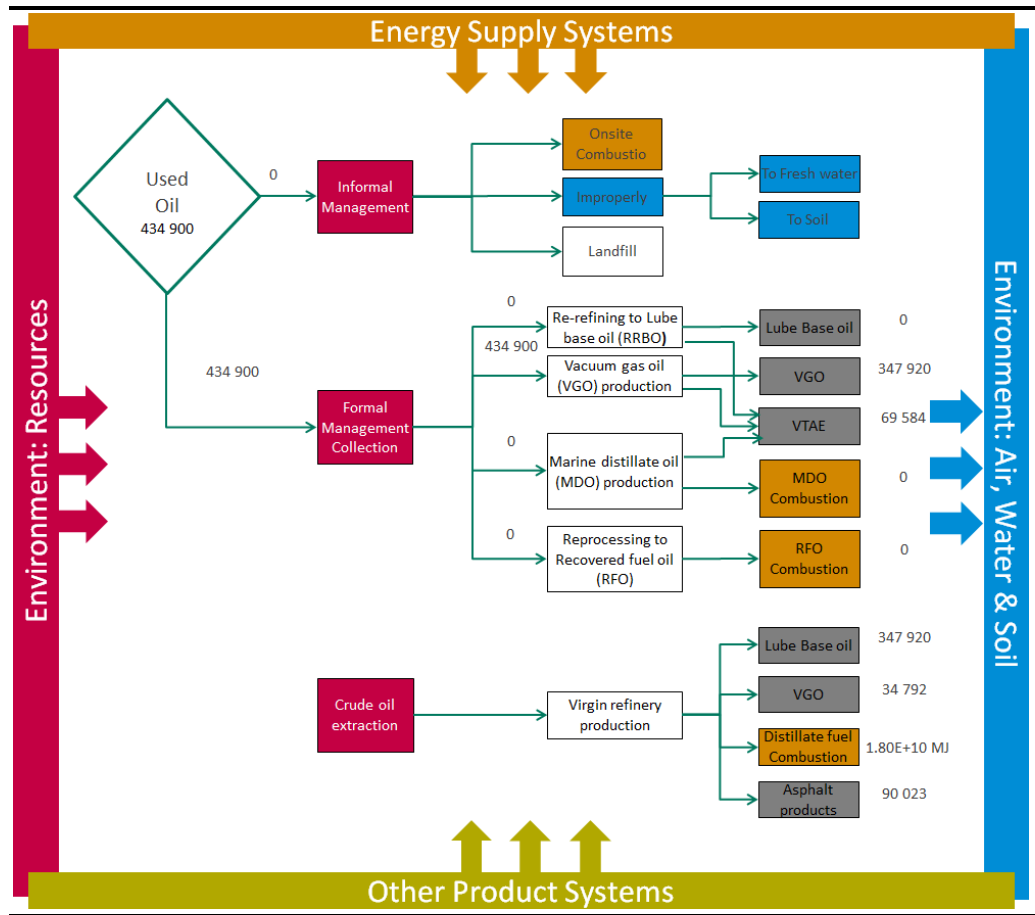 Energy Supply Systems
Environment: Resources
Used
Oil
434 900
0
Informal
Management
Onsite
Combustio
Improperly
Landfill
To Fresh water
To Soil
434 900
Formal
Management
Collection
0
Re-refining to Lube
base oil (RRBO)
Lube Base oil
0
434 900
Vacuum gas oil
(VGO) production
VGO
347 920
VTAE
69 584
0
Marine distillate oil
(MDO) production
MDO
Combustion
0
0
Reprocessing to
Recovered fuel oil
(RFO)
RFO
Combustion
0
Crude oil
extraction
Virgin refinery
production
Lube Base oil
347 920
VGO
34 792
Distillate fuel
Combustion
1.80E+10 MJ
Asphalt
products
90 023
Environment: Air, Water & Soil
Other Product Systems